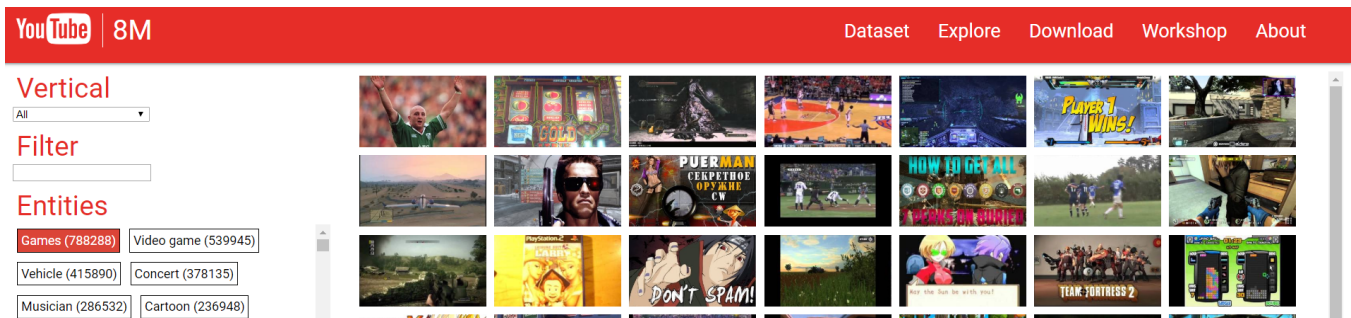 YouTube 8M
Dataset Explore Download Workshop About
Vertical
All
Filter
Entities
Games (788288) Video game (539945)
Vehicle (415890) Concert (378135)
Musician (286532) Cartoon (236948)
GOLD
PLAYER 1
WINS!
PUERMAN
СЕКРЕТНОЕ
ОРУЖИЕ
CW
HOW TO GET ALL
7 PERKS ON BURIED
PlayStation 2
DON'T SPAM!
Nor the Sun be with you!
TEAM FORTRESS 2